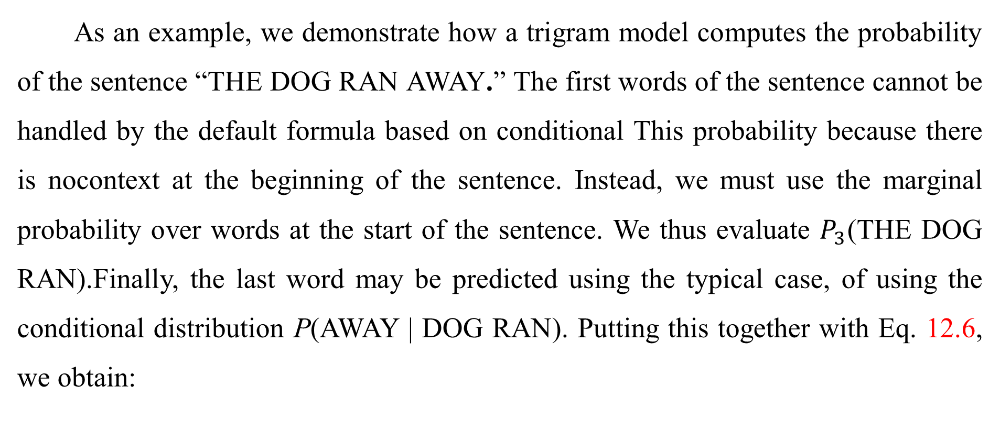 As an example, we demonstrate how a trigram model computes the probability
of the sentence “THE DOG RAN AWAY.” The first words of the sentence cannot be
handled by the default formula based on conditional This probability because there
is nocontext at the beginning of the sentence. Instead, we must use the marginal
probability over words at the start of the sentence. We thus evaluate P₃(THE DOG
RAN).Finally, the last word may be predicted using the typical case, of using the
conditional distribution P(AWAY | DOG RAN). Putting this together with Eq. 12.6,
we obtain: